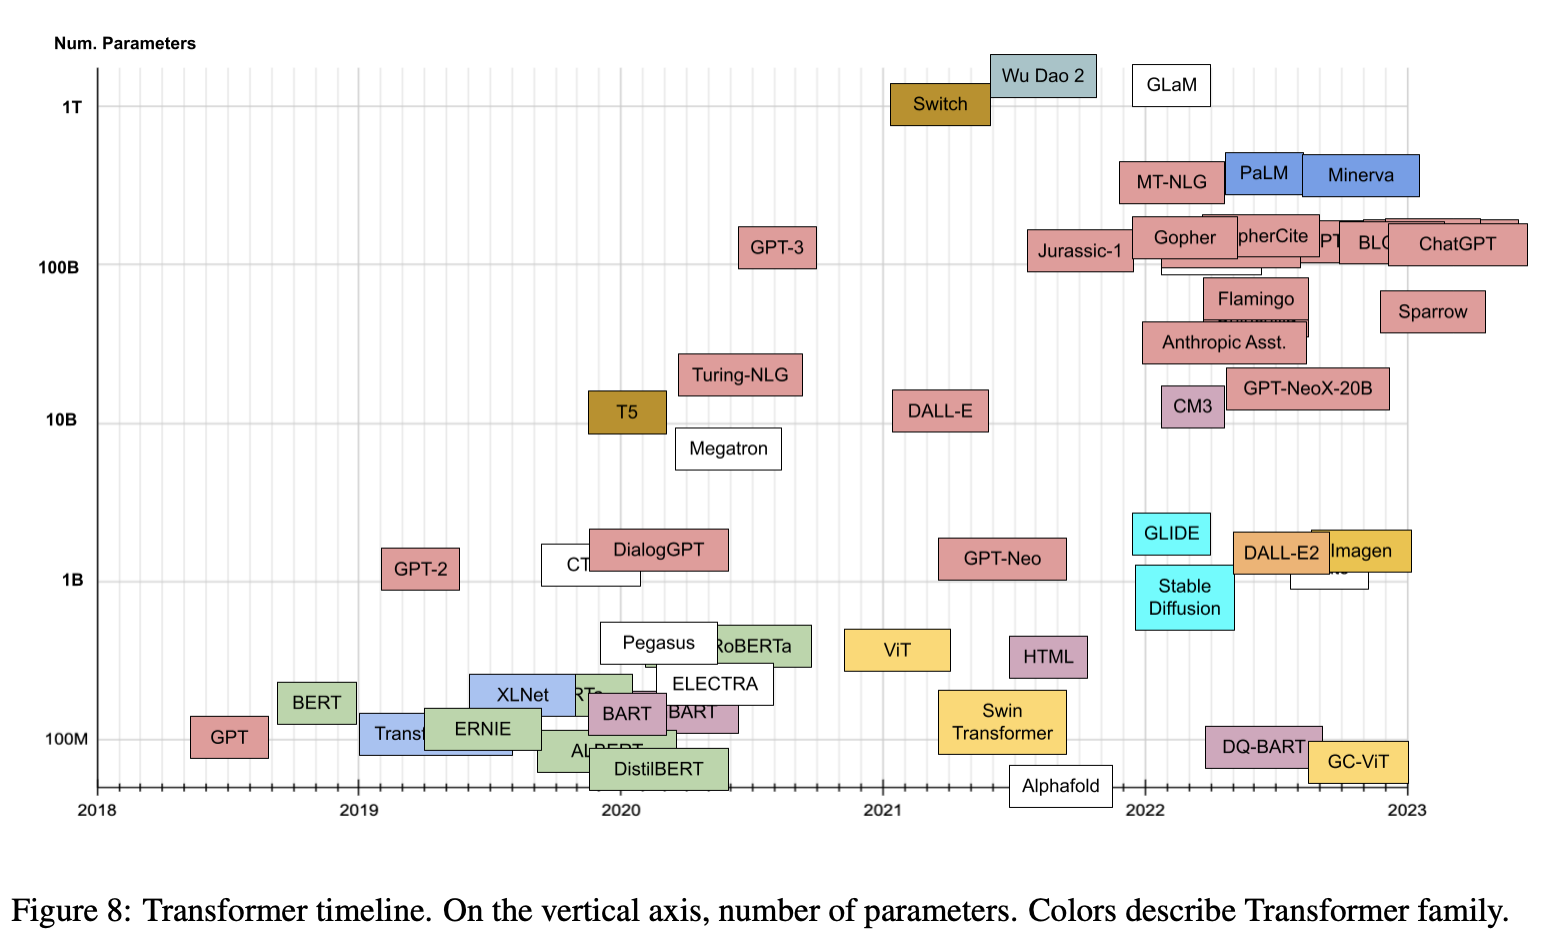 Num. Parameters
Wu Dao 2
GLaM
Switch
1T
PaLM
Minerva
MT-NLG
GPT-3
Jurassic-1
Gopher
pherCite
PT
BLO
ChatGPT
100B
Flamingo
Sparrow
Anthropic Asst.
Turing-NLG
GPT-NeoX-20B
T5
DALL-E
CM3
10B
Megatron
GLIDE
DialogGPT
DALL-E2
Imagen
CT
GPT-Neo
GPT-2
1B
Stable
Diffusion
Pegasus
RoBERTa
ViT
HTML
ELECTRA
XLNet
BERT
BART
BART
Swin
Transformer
ERNIE
Transf
GPT
100M
DQ-BART
ALBERT
GC-ViT
DistilBERT
Alphafold
2018
2019
2020
2021
2022
2023
Figure 8: Transformer timeline. On the vertical axis, number of parameters. Colors describe Transformer family.